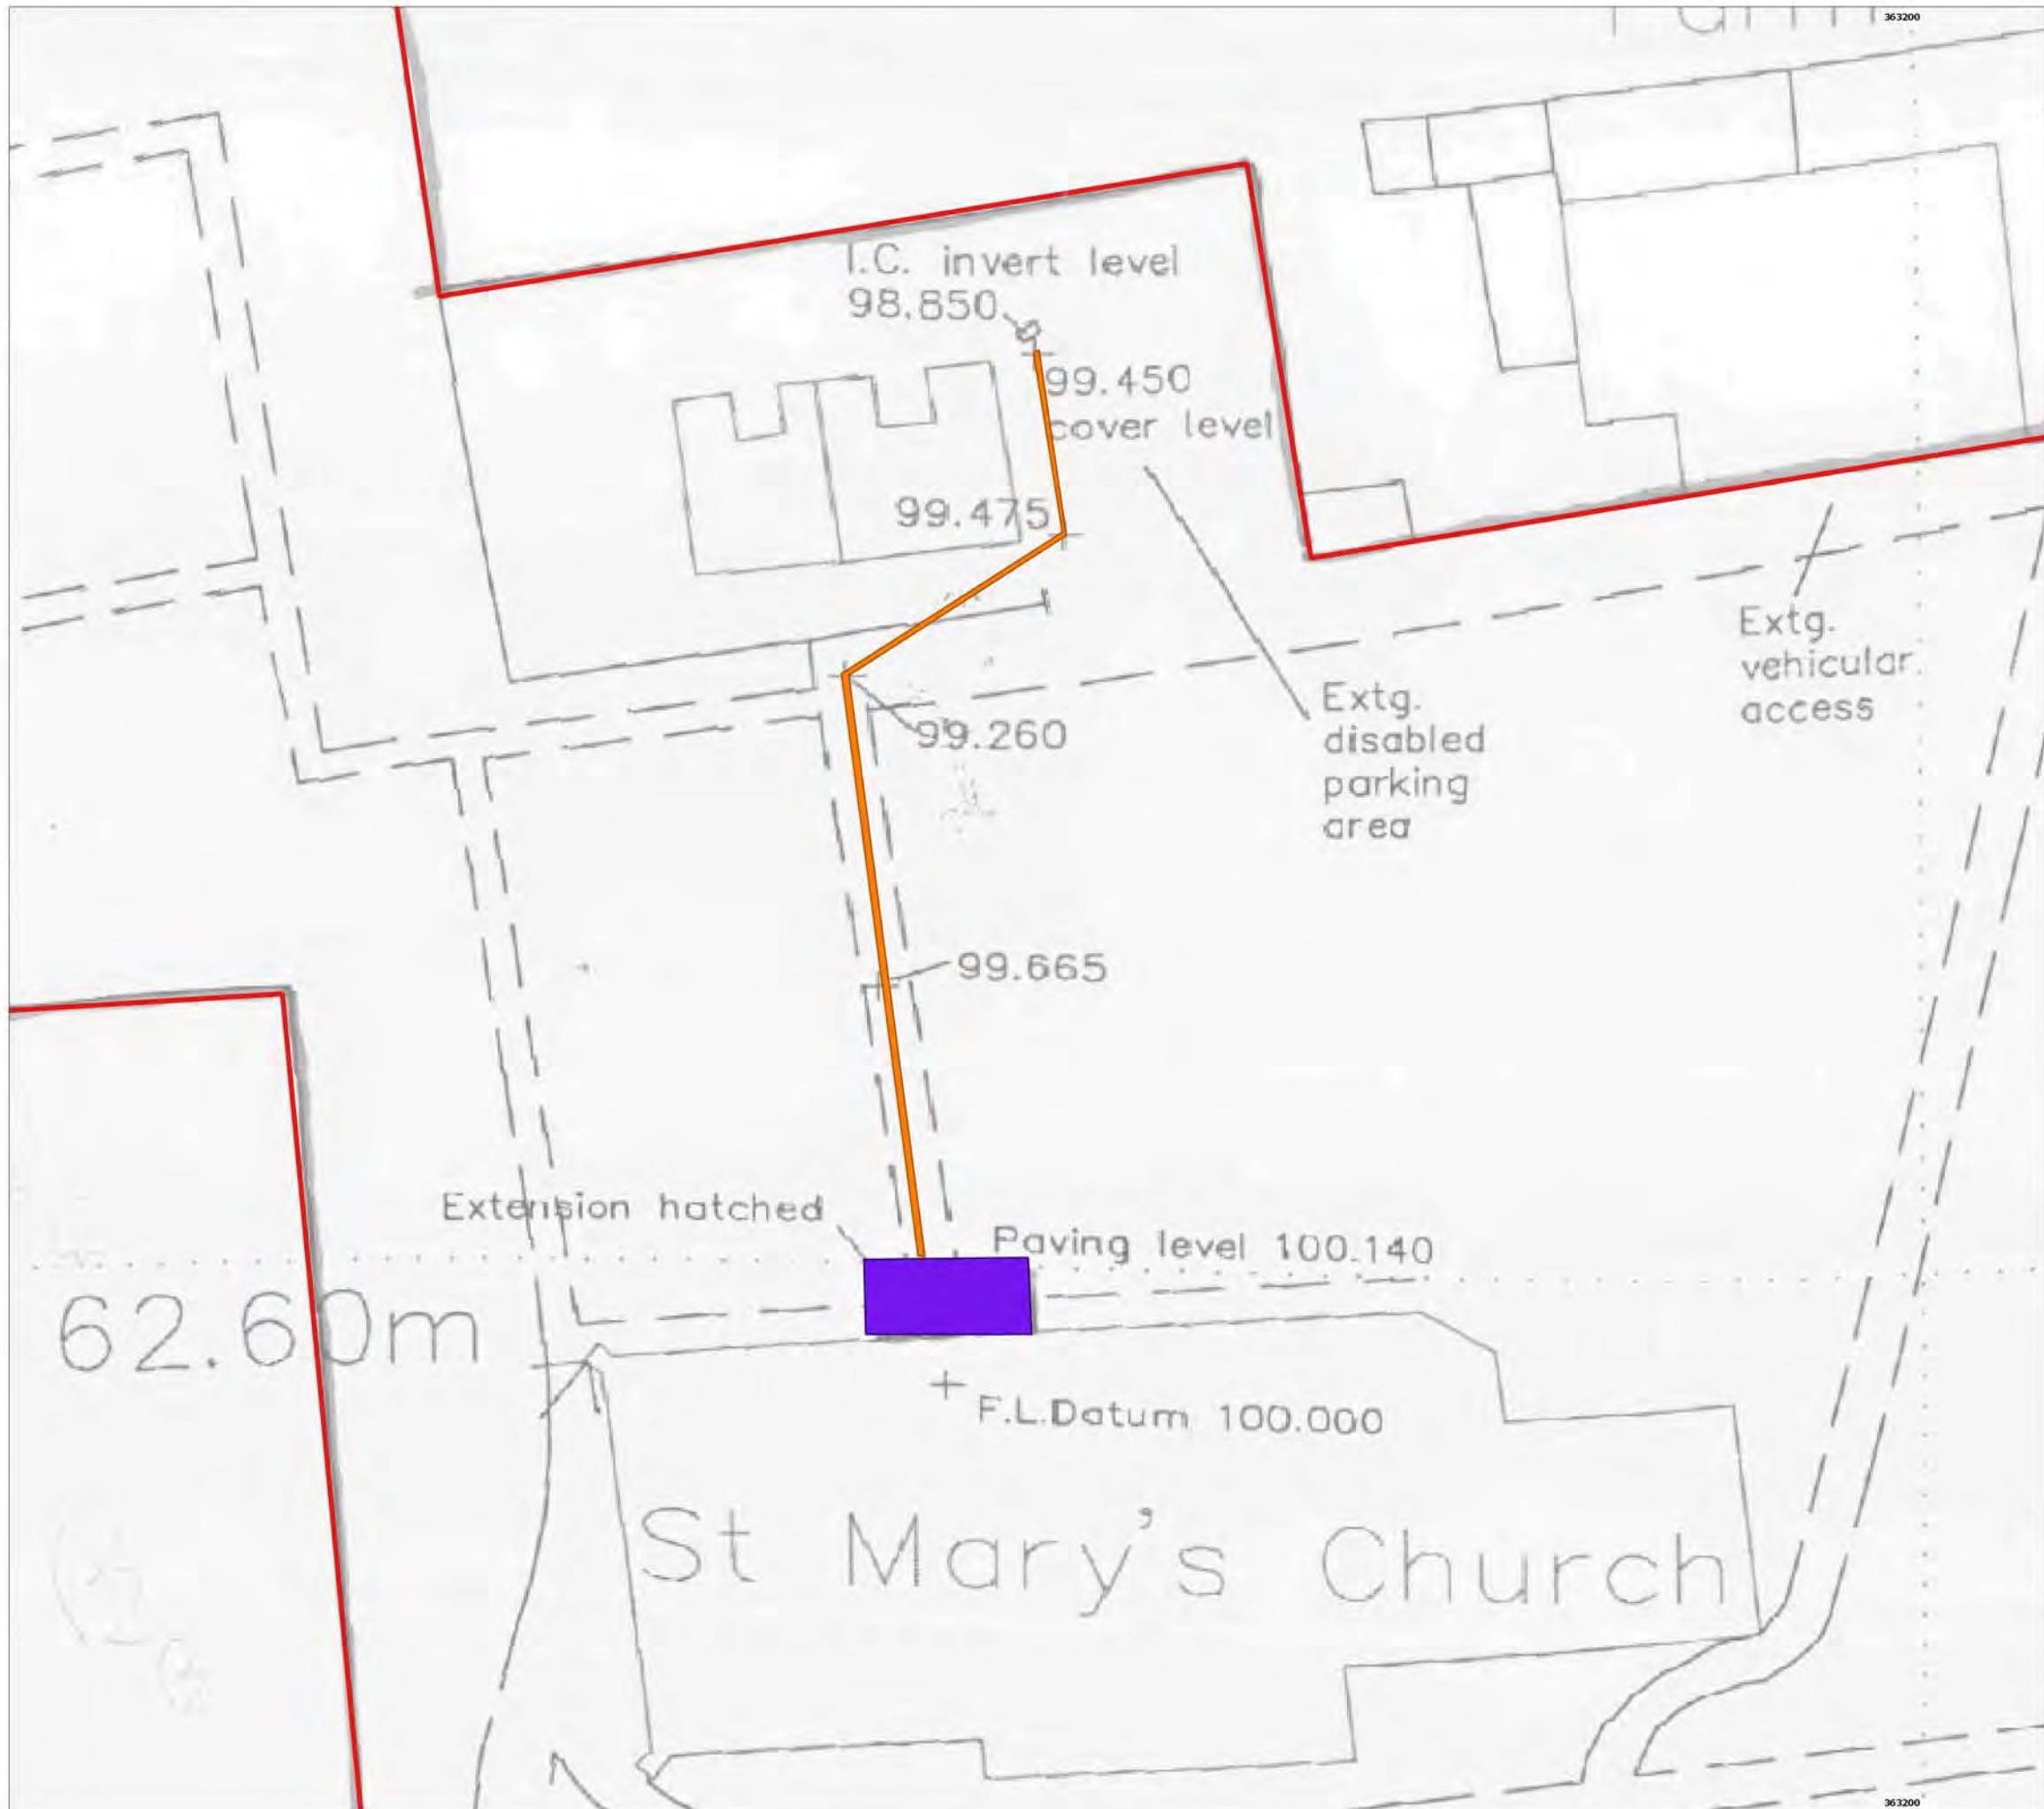 363200
I.C. invert level
98.850
99.450
cover level
99.475
Extg.
vehicular
access
99.260
Extg.
disabled
parking
area
99.665
Extension hatched
Paving level 100.140
62.60m
F.L.Datum 100.000
St Mary's Church
363200